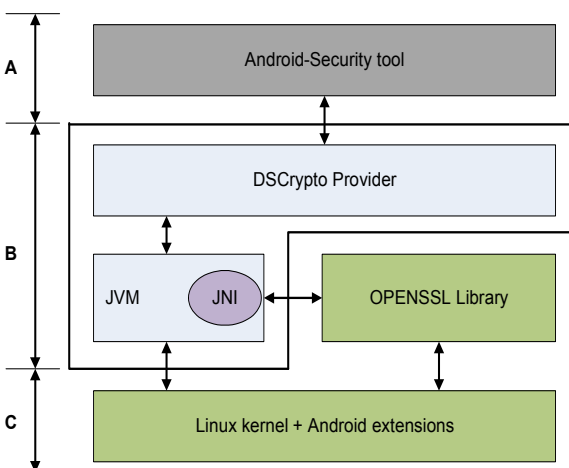 A
Android-Security tool
DSCrypto Provider
B
JVM
JNI
OPENSSL Library
C
Linux kernel + Android extensions